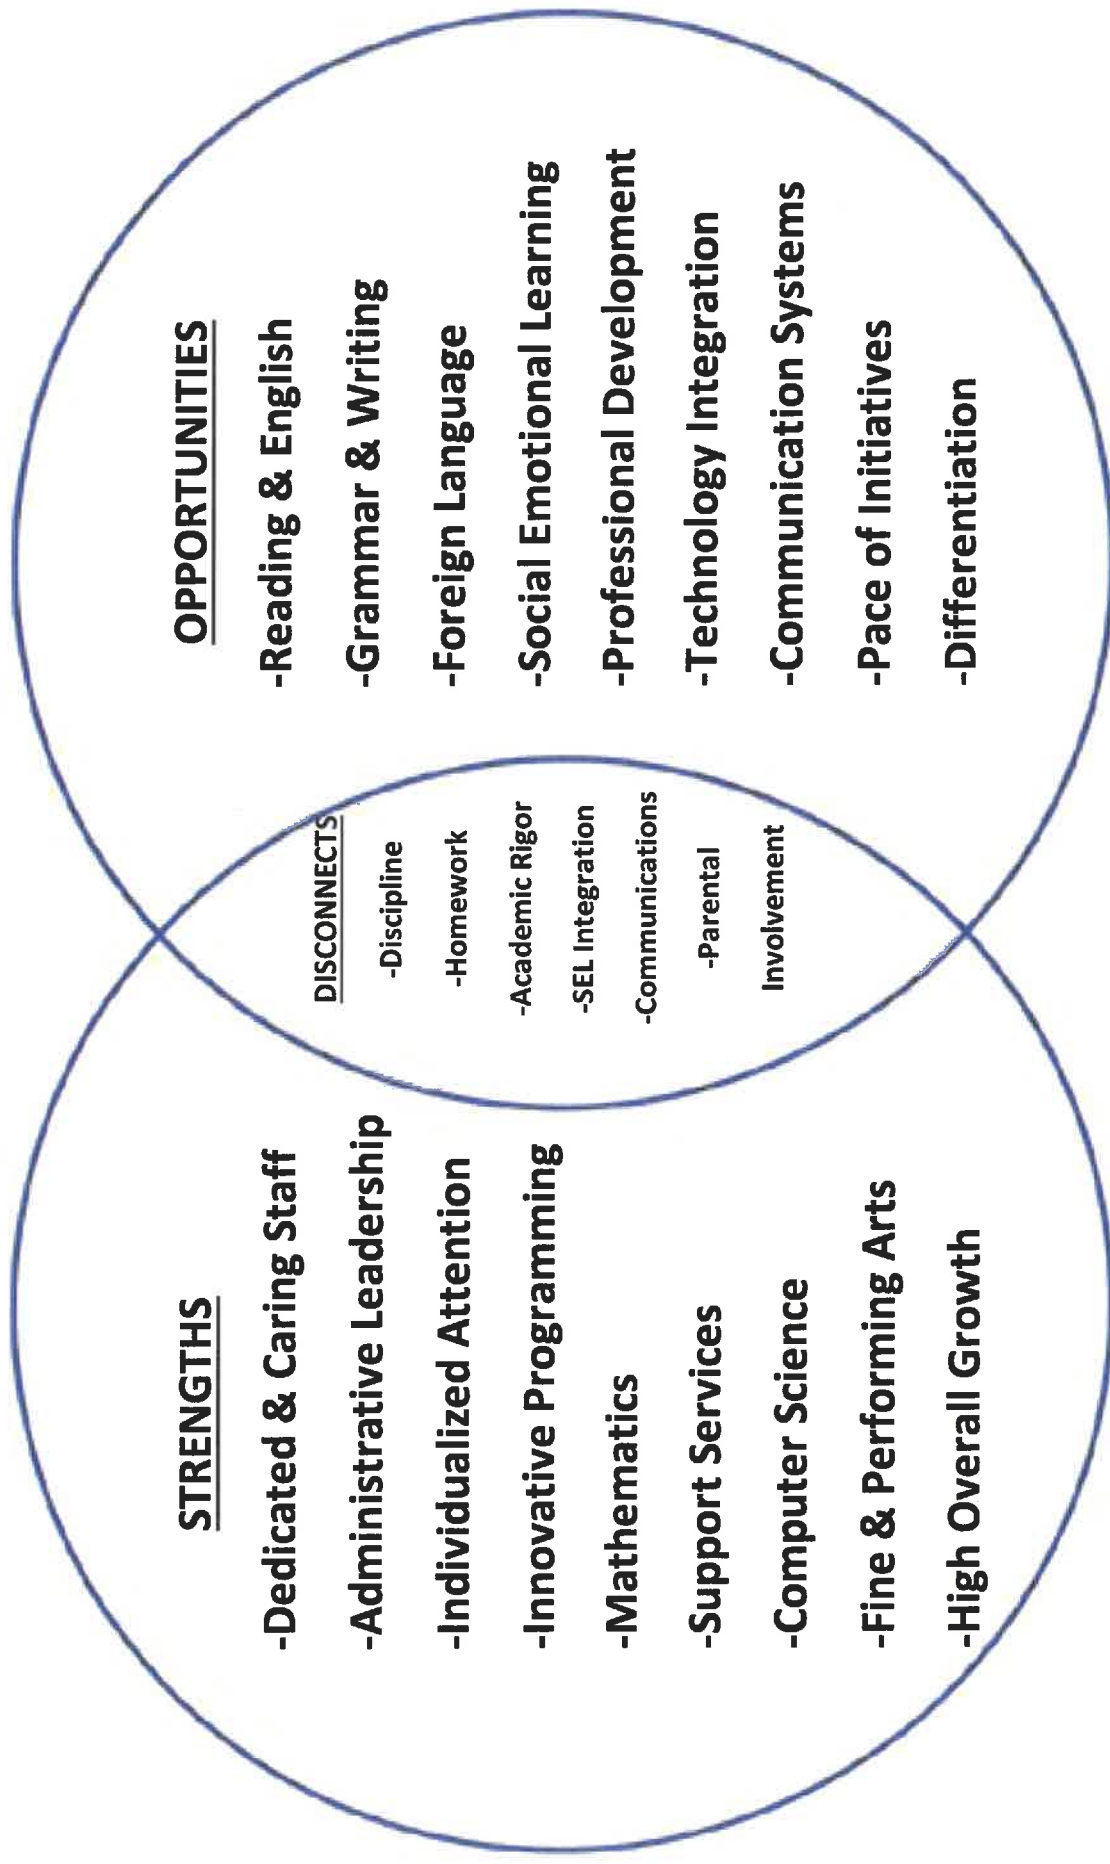 STRENGTHS
-Dedicated & Caring Staff
-Administrative Leadership
-Individualized Attention
-Innovative Programming
-Mathematics
-Support Services
-Computer Science
-Fine & Performing Arts
-High Overall Growth
DISCONNECTS
-Discipline
-Homework
-Academic Rigor
-SEL Integration
-Communications
-Parental
Involvement
OPPORTUNITIES
-Reading & English
-Grammar & Writing
-Foreign Language
-Social Emotional Learning
-Professional Development
-Technology Integration
-Communication Systems
-Pace of Initiatives
-Differentiation